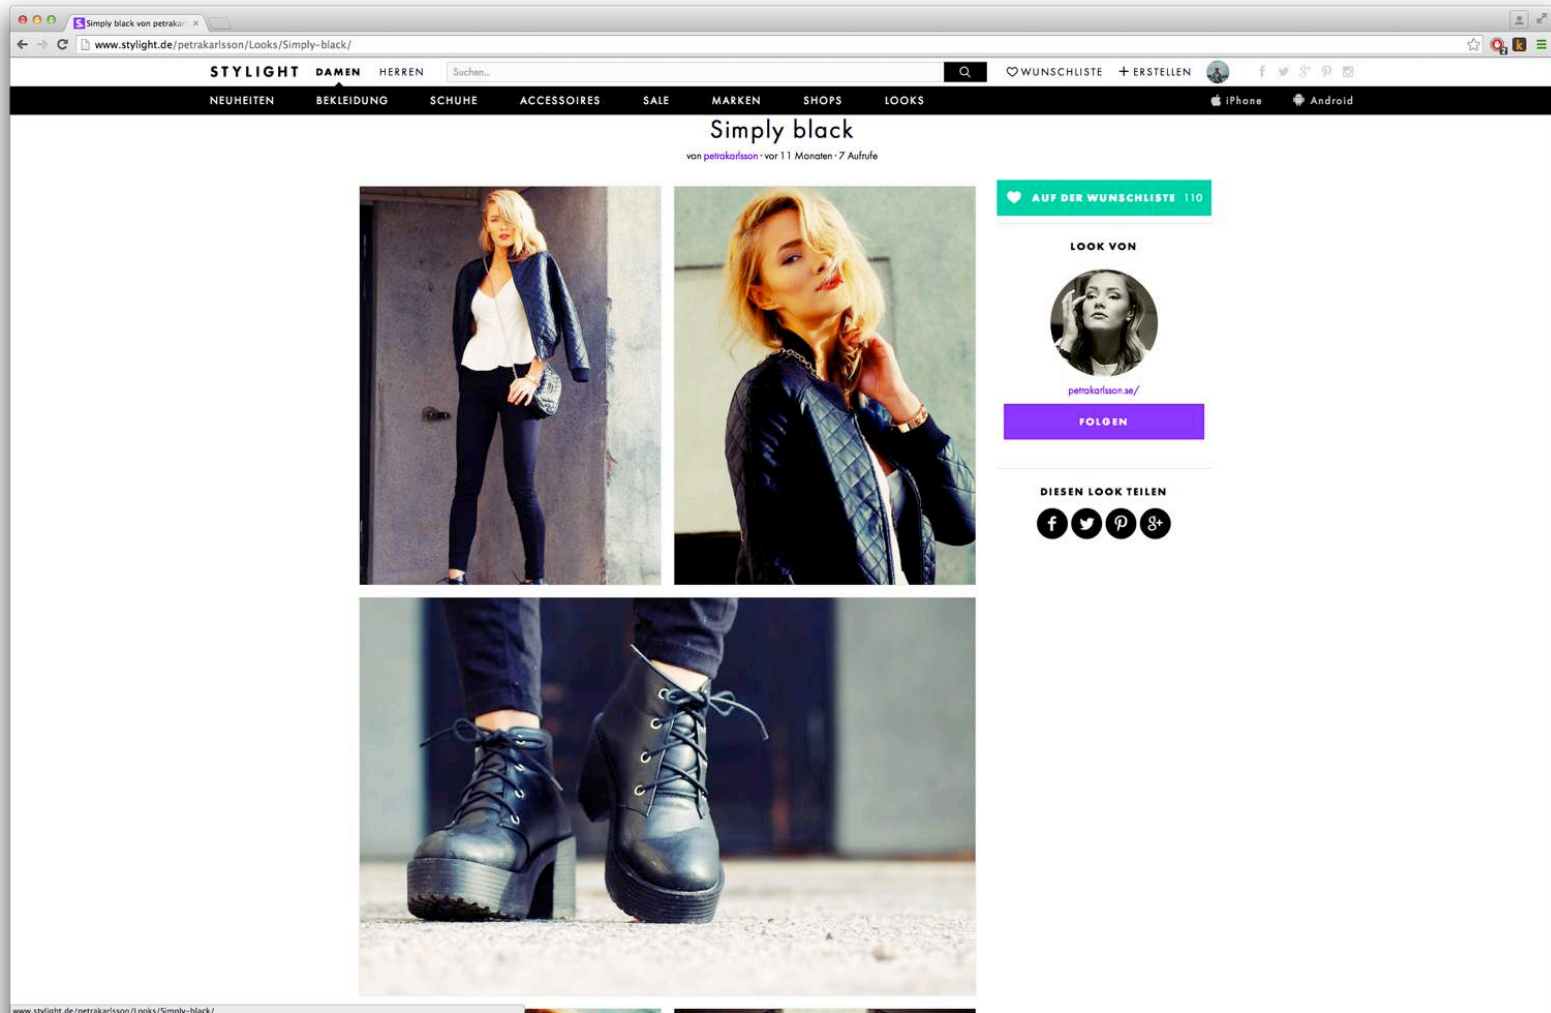 Simply black von petrakar
www.stylight.de/petrakarlsson/Looks/Simply-black/
STYLIGHT DAMEN HERREN Suchen... WUNSCHLISTE + ERSTELLEN
NEUHEITEN BEKLEIDUNG SCHUHE ACCESSOIRES SALE MARKEN SHOPS LOOKS iPhone Android
Simply black
von petrakarlsson · vor 11 Monaten · 7 Aufrufe
AUF DER WUNSCHLISTE 110
LOOK VON
petrakarlsson.se/
FOLGEN
DIESEN LOOK TEILEN
www.stylight.de/petrakarlsson/Looks/Simply-black/